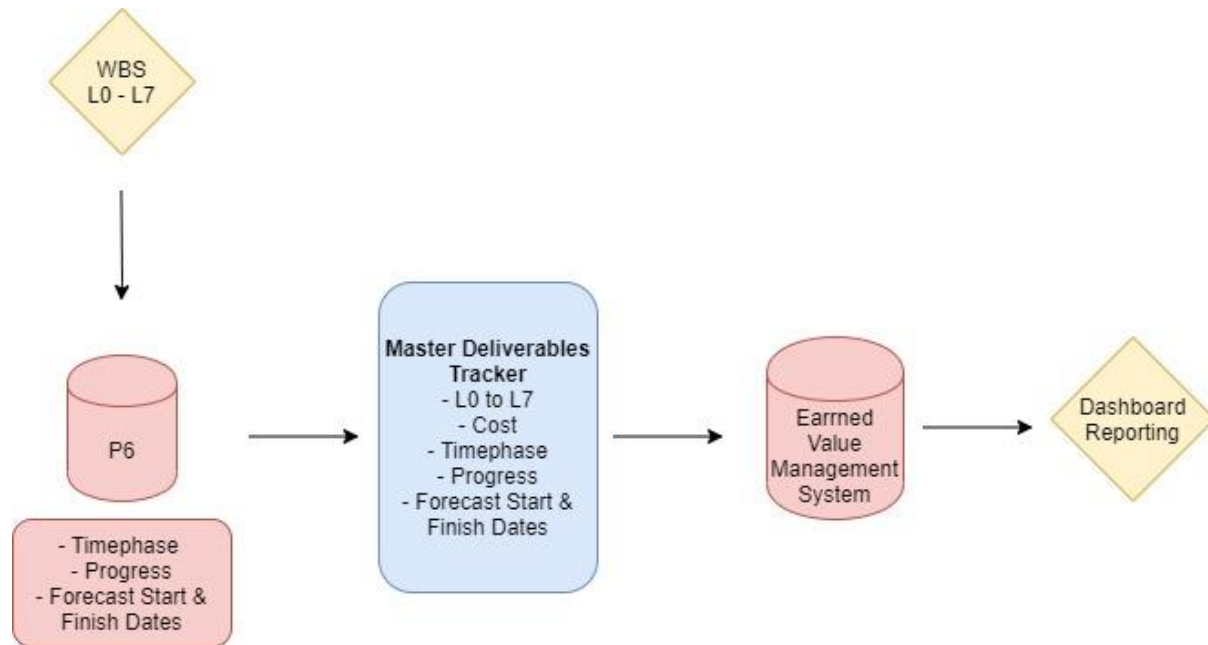 WBS
L0 - L7
P6
- Timephase
- Progress
- Forecast Start &
Finish Dates
Master Deliverables
Tracker
- L0 to L7
- Cost
- Timephase
- Progress
- Forecast Start &
Finish Dates
Earrned
Value
Management
System
Dashboard
Reporting